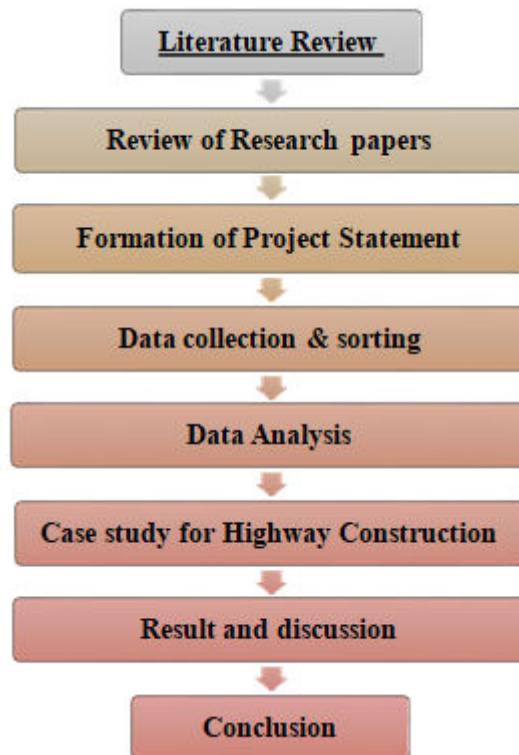 Literature Review
Review of Research papers
Formation of Project Statement
Data collection & sorting
Data Analysis
Case study for Highway Construction
Result and discussion
Conclusion